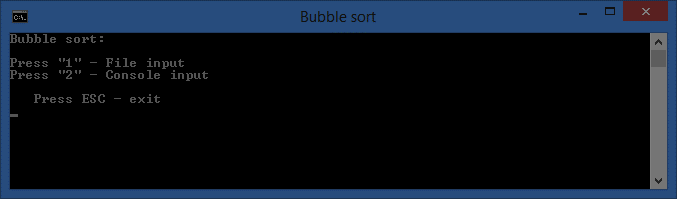 Bubble sort
Bubble sort:
Press "1" - File input
Press "2" - Console input
Press ESC - exit